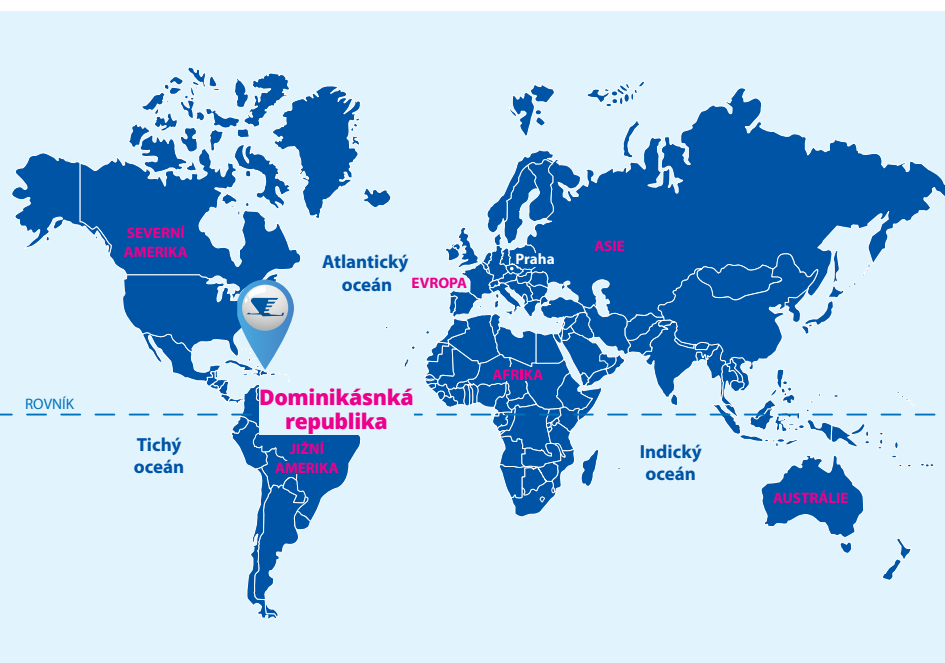 SEVERNÍ
AMERIKA
Atlantický
oceán
EVROPA
Praha
ASIE
AFRIKA
Dominikásnká
republika
ROVNÍK
Tichý
oceán
JIŽNÍ
AMERIKA
Indický
oceán
AUSTRÁLIE